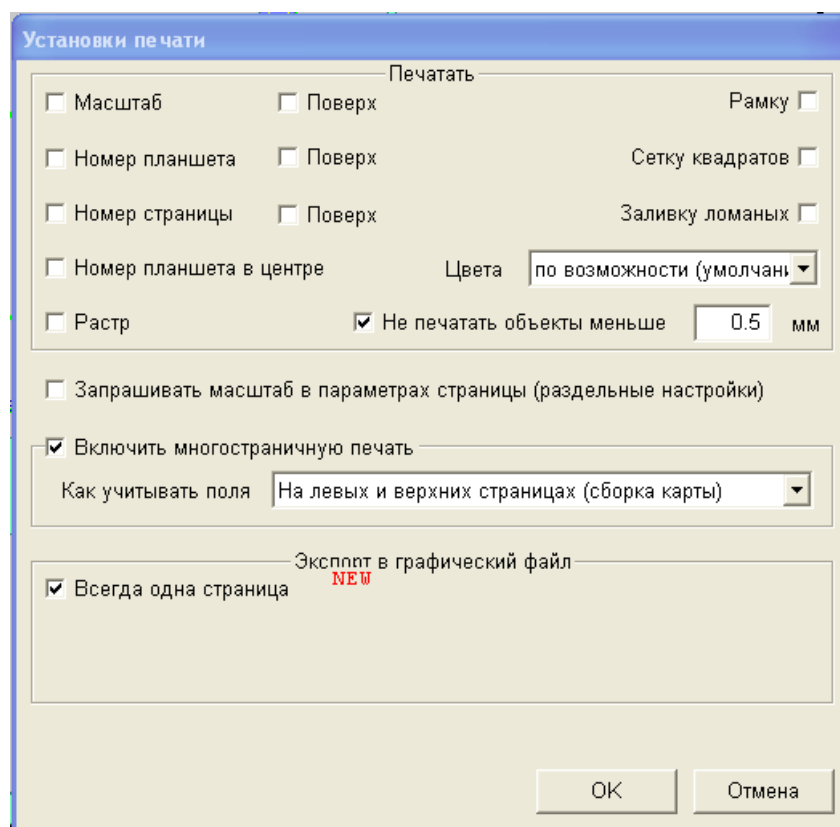 Установки печати
Печатать
Масштаб Поверх Рамку
Номер планшета Поверх Сетку квадратов
Номер страницы Поверх Заливку ломаных
Номер планшета в центре Цвета по возможности (умолчани
Растр Не печатать объекты меньше 0.5 мм
Запрашивать масштаб в параметрах страницы (раздельные настройки)
Включить многостраничную печать
Как учитывать поля На левых и верхних страницах (сборка карты)
Экспорт в графический файл
NEW
Всегда одна страница
OK Отмена